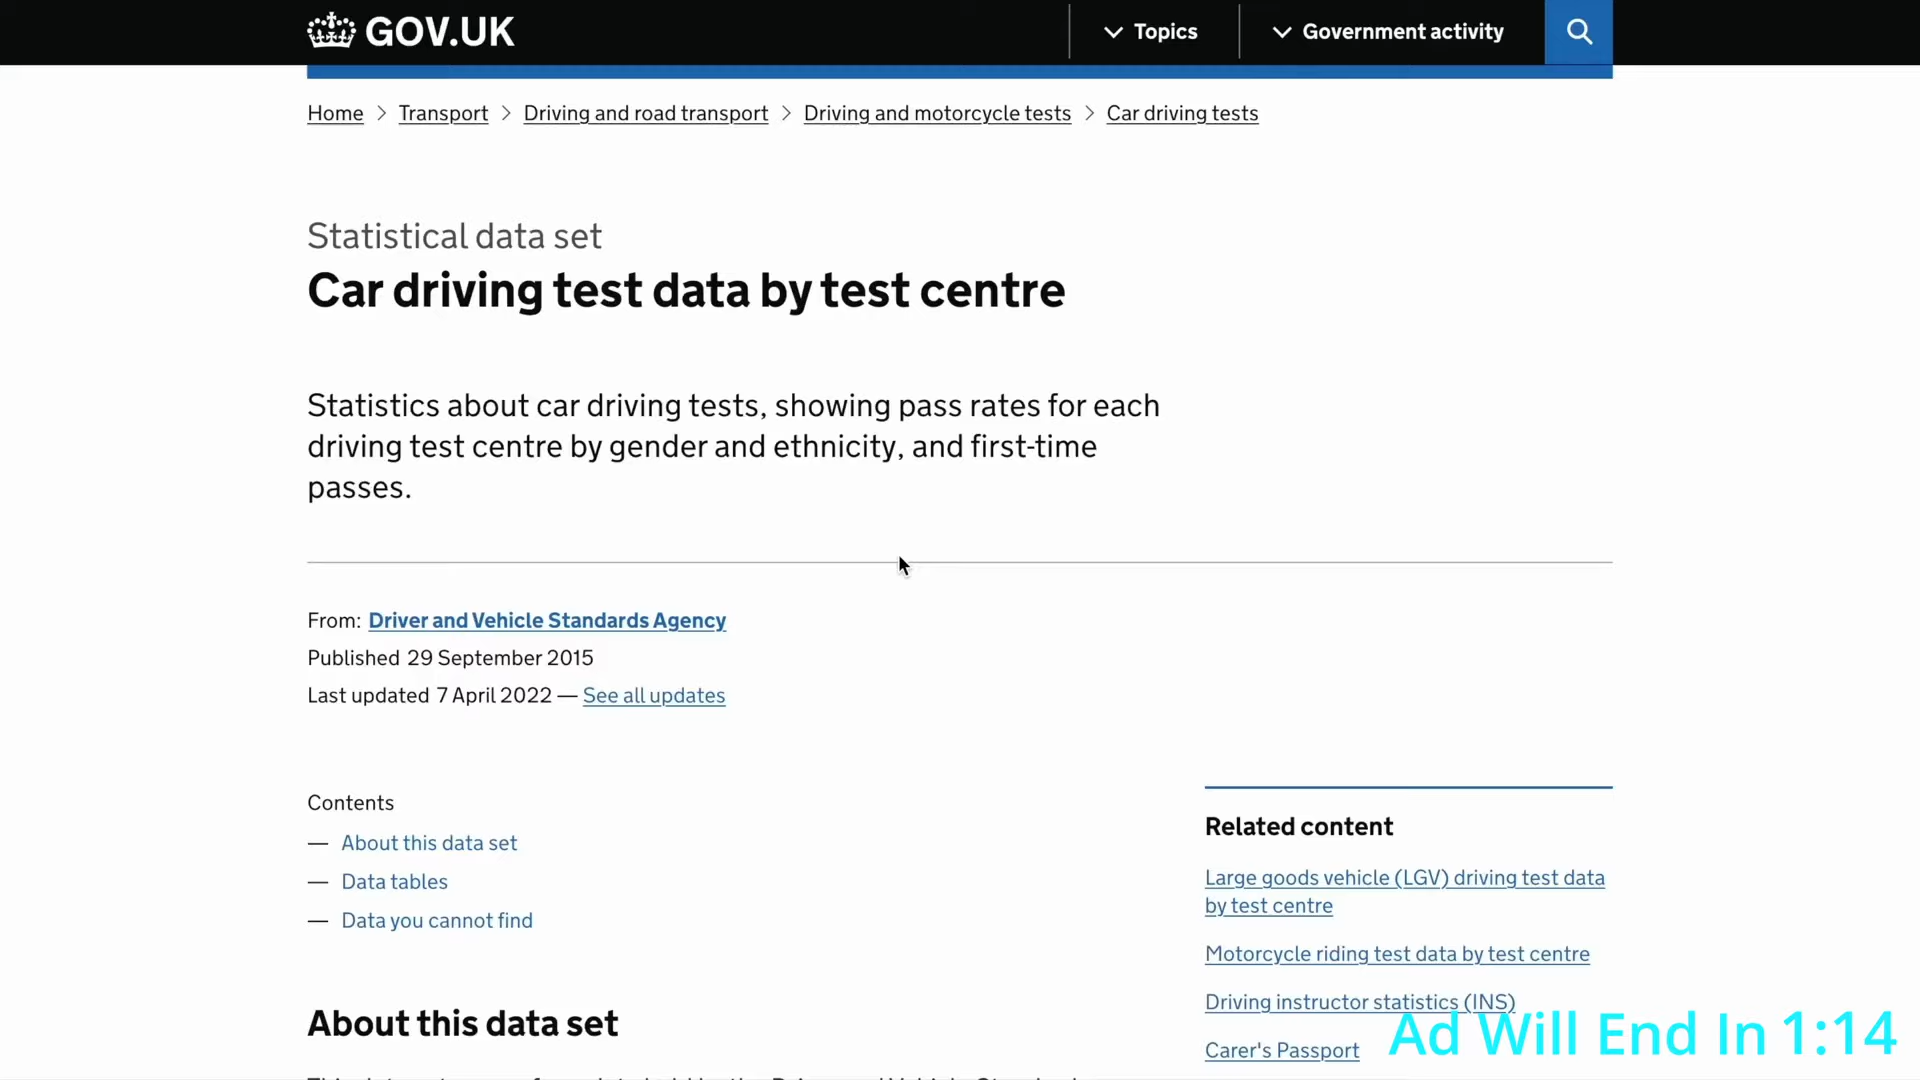 GOV.UK
Topics
Government activity
Home > Transport > Driving and road transport > Driving and motorcycle tests > Car driving tests
Statistical data set
Car driving test data by test centre
Statistics about car driving tests, showing pass rates for each
driving test centre by gender and ethnicity, and first-time
passes.
From: Driver and Vehicle Standards Agency
Published 29 September 2015
Last updated 7 April 2022 — See all updates
Contents
— About this data set
— Data tables
— Data you cannot find
About this data set
Related content
Large goods vehicle (LGV) driving test data
by test centre
Motorcycle riding test data by test centre
Driving instructor statistics (INS)
Carer's Passport
Ad Will End In 1:14